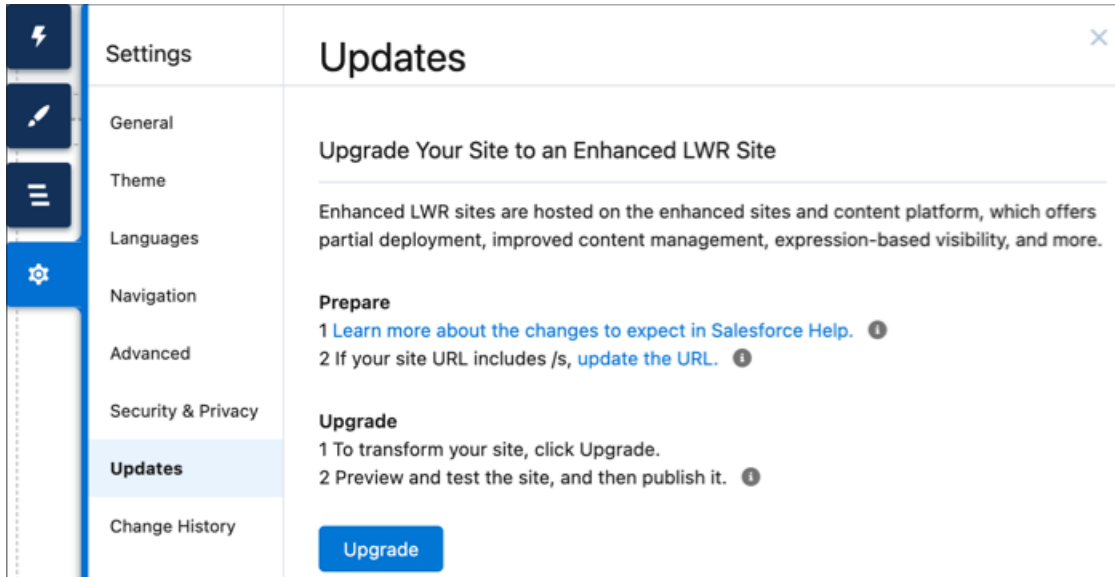 Settings
General
Theme
Languages
Navigation
Advanced
Security & Privacy
Updates
Change History
Updates
Upgrade Your Site to an Enhanced LWR Site
Enhanced LWR sites are hosted on the enhanced sites and content platform, which offers
partial deployment, improved content management, expression-based visibility, and more.
Prepare
1 Learn more about the changes to expect in Salesforce Help.
2 If your site URL includes /s, update the URL.
Upgrade
1 To transform your site, click Upgrade.
2 Preview and test the site, and then publish it.
Upgrade